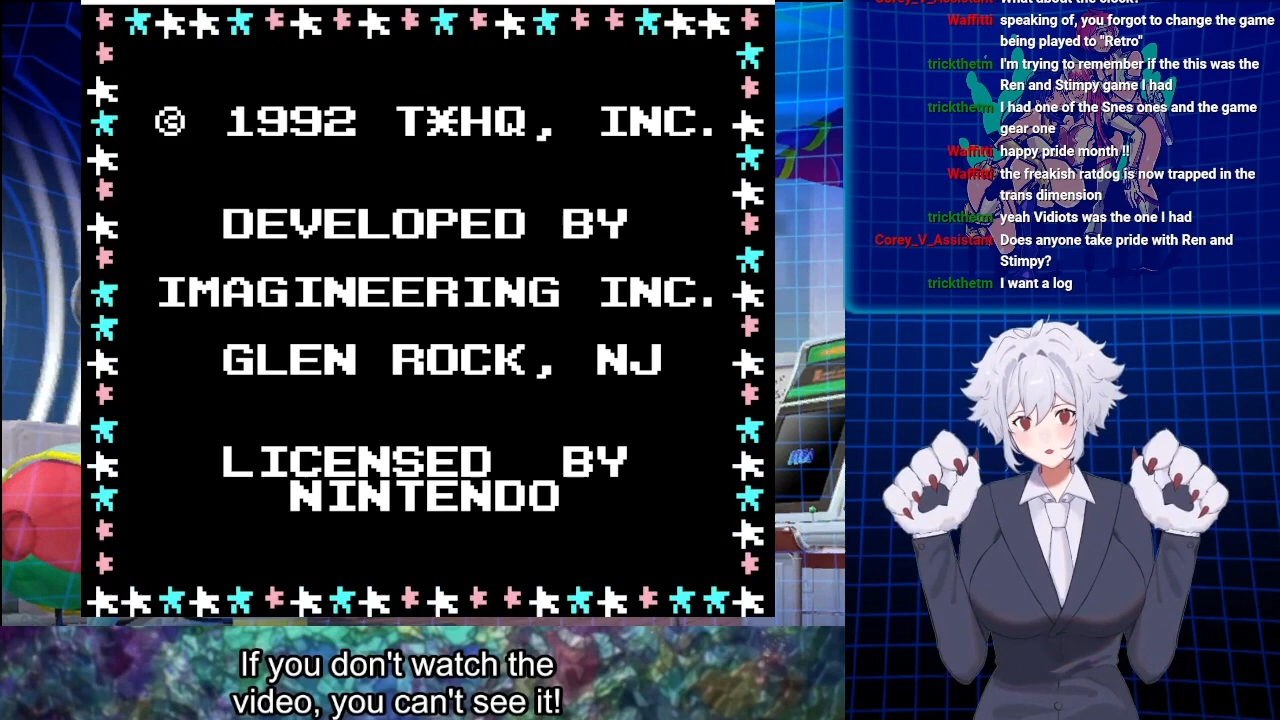 © 1992 T*HQ, INC.
DEVELOPED BY
IMAGINEERING INC.
GLEN ROCK, NJ
LICENSED BY
NINTENDO
If you don't watch the
video, you can't see it!
Corey_V_Assistant What about the clock?
Waffitti speaking of, you forgot to change the game
being played to "Retro"
trickthetm I'm trying to remember if the this was the
Ren and Stimpy game I had
trickthetm I had one of the Snes ones and the game
gear one
Waffitti happy pride month !!
Waffitti the freakish ratdog is now trapped in the
trans dimension
trickthetm yeah Vidiots was the one I had
Corey_V_Assistant Does anyone take pride with Ren and
Stimpy?
trickthetm I want a log